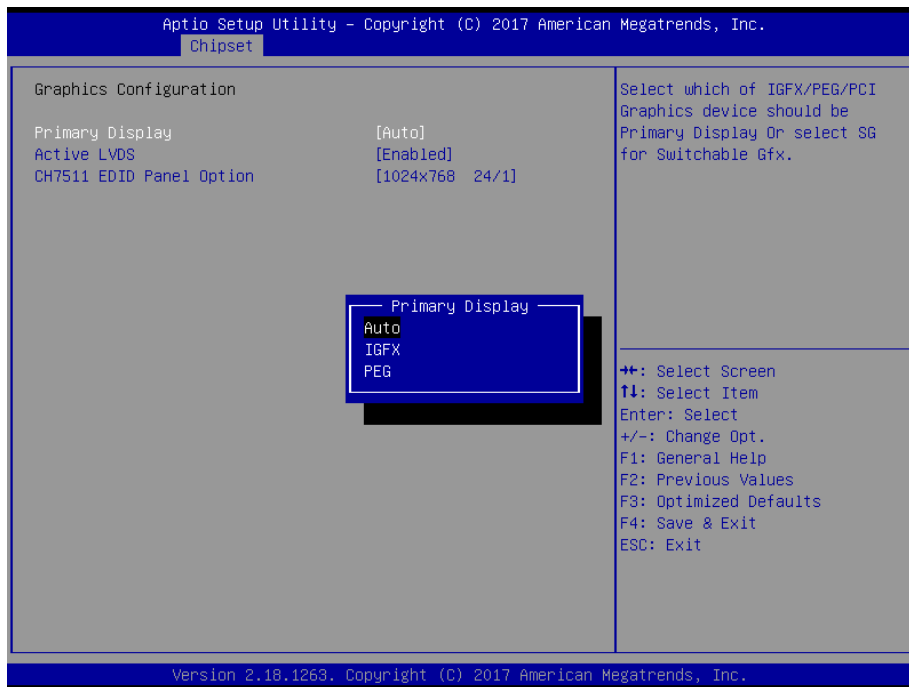 Aptio Setup Utility – Copyright (C) 2017 American Megatrends, Inc.
Chipset
Graphics Configuration
Primary Display [Auto]
Active LVDS [Enabled]
CH7511 EDID Panel Option [1024x768 24/1]
Select which of IGFX/PEG/PCI
Graphics device should be
Primary Display Or select SG
for Switchable Gfx.
Primary Display
Auto
IGFX
PEG
→←: Select Screen
↑↓: Select Item
Enter: Select
+/-: Change Opt.
F1: General Help
F2: Previous Values
F3: Optimized Defaults
F4: Save & Exit
ESC: Exit
Version 2.18.1263. Copyright (C) 2017 American Megatrends, Inc.